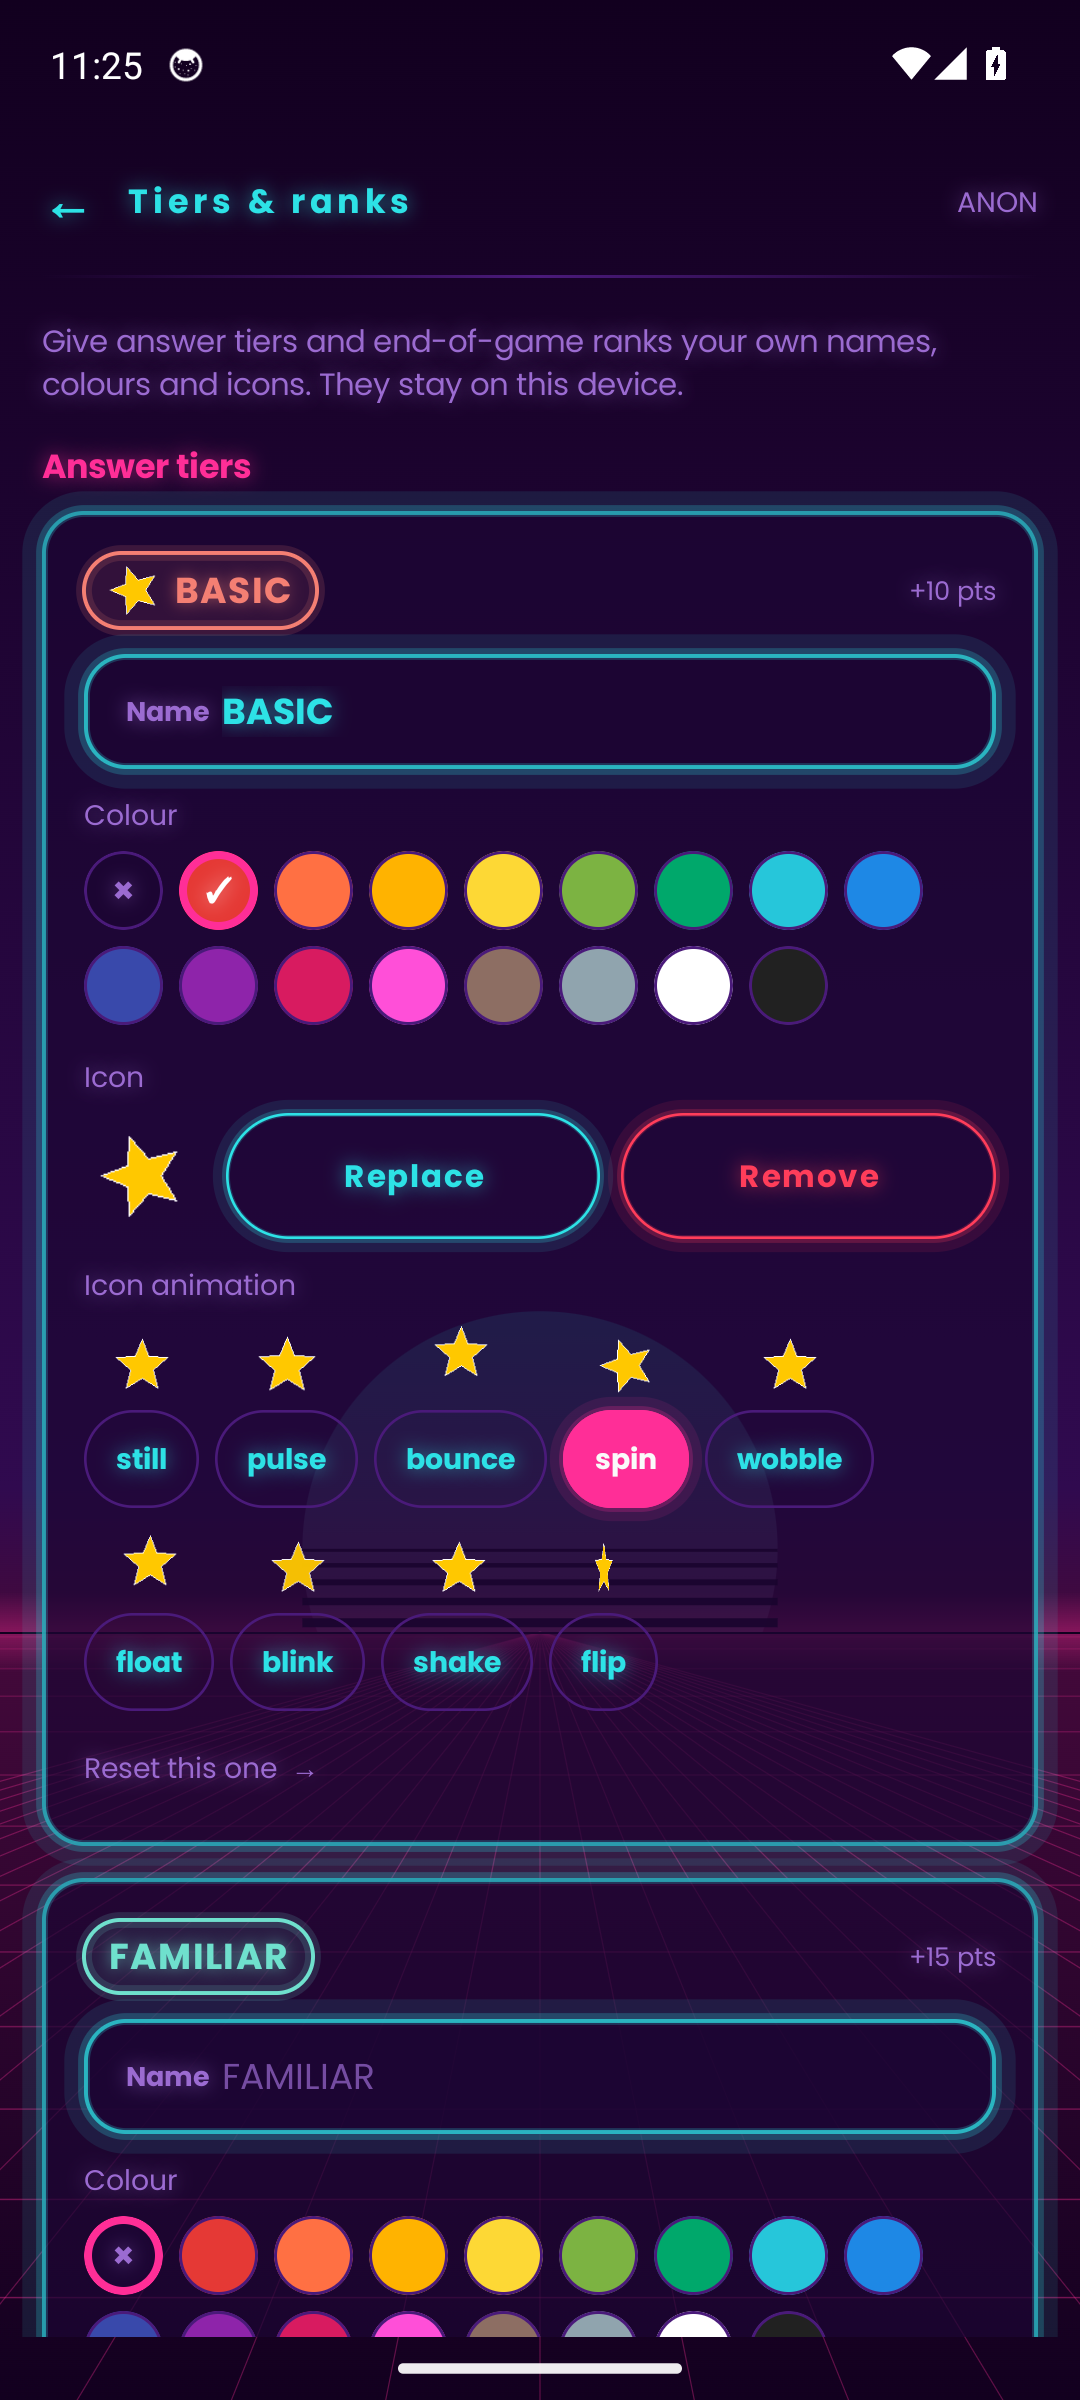 11:25
← Tiers & ranks
ANON
Give answer tiers and end-of-game ranks your own names,
colours and icons. They stay on this device.
Answer tiers
BASIC
+10 pts
Name BASIC
Colour
Icon
Replace
Remove
Icon animation
still
pulse
bounce
spin
wobble
float
blink
shake
flip
Reset this one →
FAMILIAR
+15 pts
Name FAMILIAR
Colour